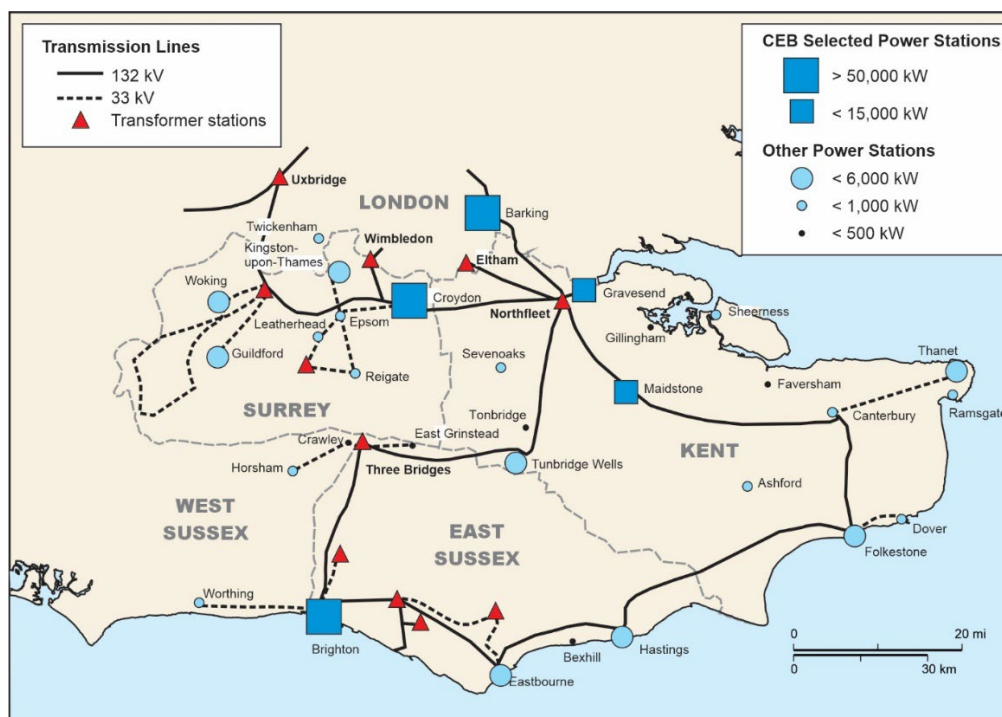 Transmission Lines
132 kV
33 kV
Transformer stations
CEB Selected Power Stations
> 50,000 kW
< 15,000 kW
Other Power Stations
< 6,000 kW
< 1,000 kW
< 500 kW
Uxbridge
LONDON
Barking
Twickenham
Wimbledon
Kingston-
upon-Thames
Eltham
Woking
Croydon
Northfleet
Gravesend
Sheerness
Leatherhead
Epsom
Gillingham
Guildford
Reigate
Sevenoaks
Thanet
Faversham
Maidstone
Canterbury
Ramsgate
SURREY
Tonbridge
Crawley
East Grinstead
KENT
Three Bridges
Horsham
Tunbridge Wells
Ashford
WEST
SUSSEX
EAST
SUSSEX
Dover
Folkestone
Worthing
Brighton
Bexhill
Hastings
Eastbourne
0 20 mi
0 30 km